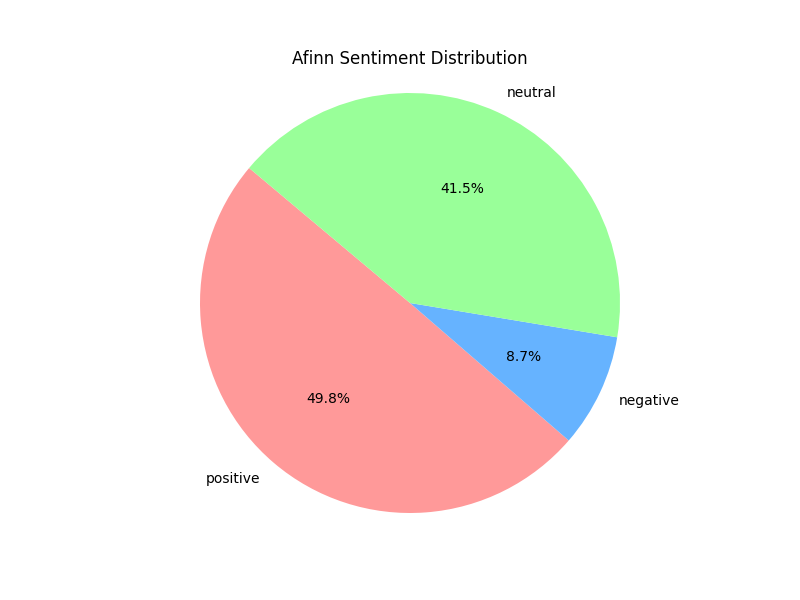 Afinn Sentiment Distribution
neutral
41.5%
8.7%
negative
49.8%
positive